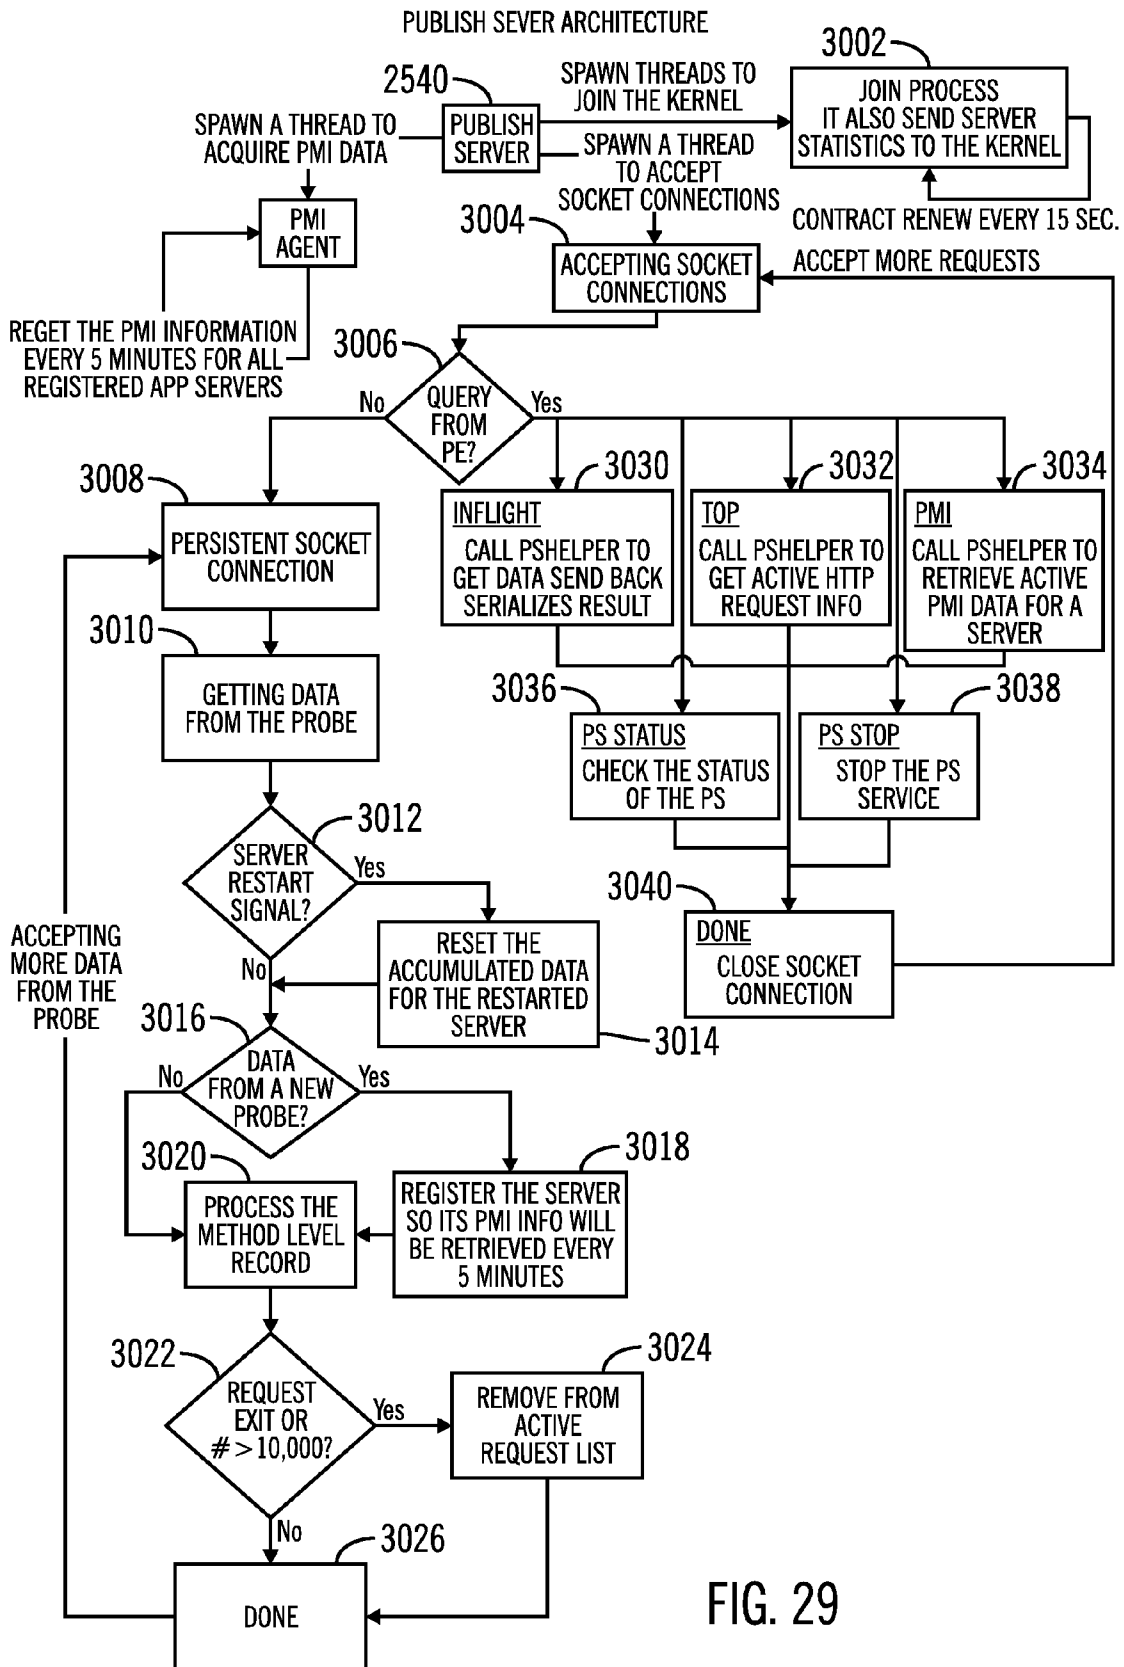 PUBLISH SEVER ARCHITECTURE
3002
2540
SPAWN THREADS TO
JOIN THE KERNEL
JOIN PROCESS
IT ALSO SEND SERVER
STATISTICS TO THE KERNEL
SPAWN A THREAD TO
ACQUIRE PMI DATA
PUBLISH
SERVER
SPAWN A THREAD
TO ACCEPT
SOCKET CONNECTIONS
CONTRACT RENEW EVERY 15 SEC.
PMI
AGENT
3004
ACCEPTING SOCKET
CONNECTIONS
ACCEPT MORE REQUESTS
REGET THE PMI INFORMATION
EVERY 5 MINUTES FOR ALL
REGISTERED APP SERVERS
3006
QUERY
FROM
PE?
No
Yes
3008
PERSISTENT SOCKET
CONNECTION
3030
INFLIGHT
CALL PSHELPER TO
GET DATA SEND BACK
SERIALIZES RESULT
3032
TOP
CALL PSHELPER TO
GET ACTIVE HTTP
REQUEST INFO
3034
PMI
CALL PSHELPER TO
RETRIEVE ACTIVE
PMI DATA FOR A
SERVER
3010
GETTING DATA
FROM THE PROBE
3036
PS STATUS
CHECK THE STATUS
OF THE PS
3038
PS STOP
STOP THE PS
SERVICE
3012
SERVER
RESTART
SIGNAL?
Yes
No
3040
DONE
CLOSE SOCKET
CONNECTION
ACCEPTING
MORE DATA
FROM THE
PROBE
RESET THE
ACCUMULATED DATA
FOR THE RESTARTED
SERVER
3014
3016
DATA
FROM A NEW
PROBE?
No
Yes
3018
REGISTER THE SERVER
SO ITS PMI INFO WILL
BE RETRIEVED EVERY
5 MINUTES
3020
PROCESS THE
METHOD LEVEL
RECORD
3022
REQUEST
EXIT OR
# > 10,000?
Yes
No
3024
REMOVE FROM
ACTIVE
REQUEST LIST
3026
DONE
FIG. 29